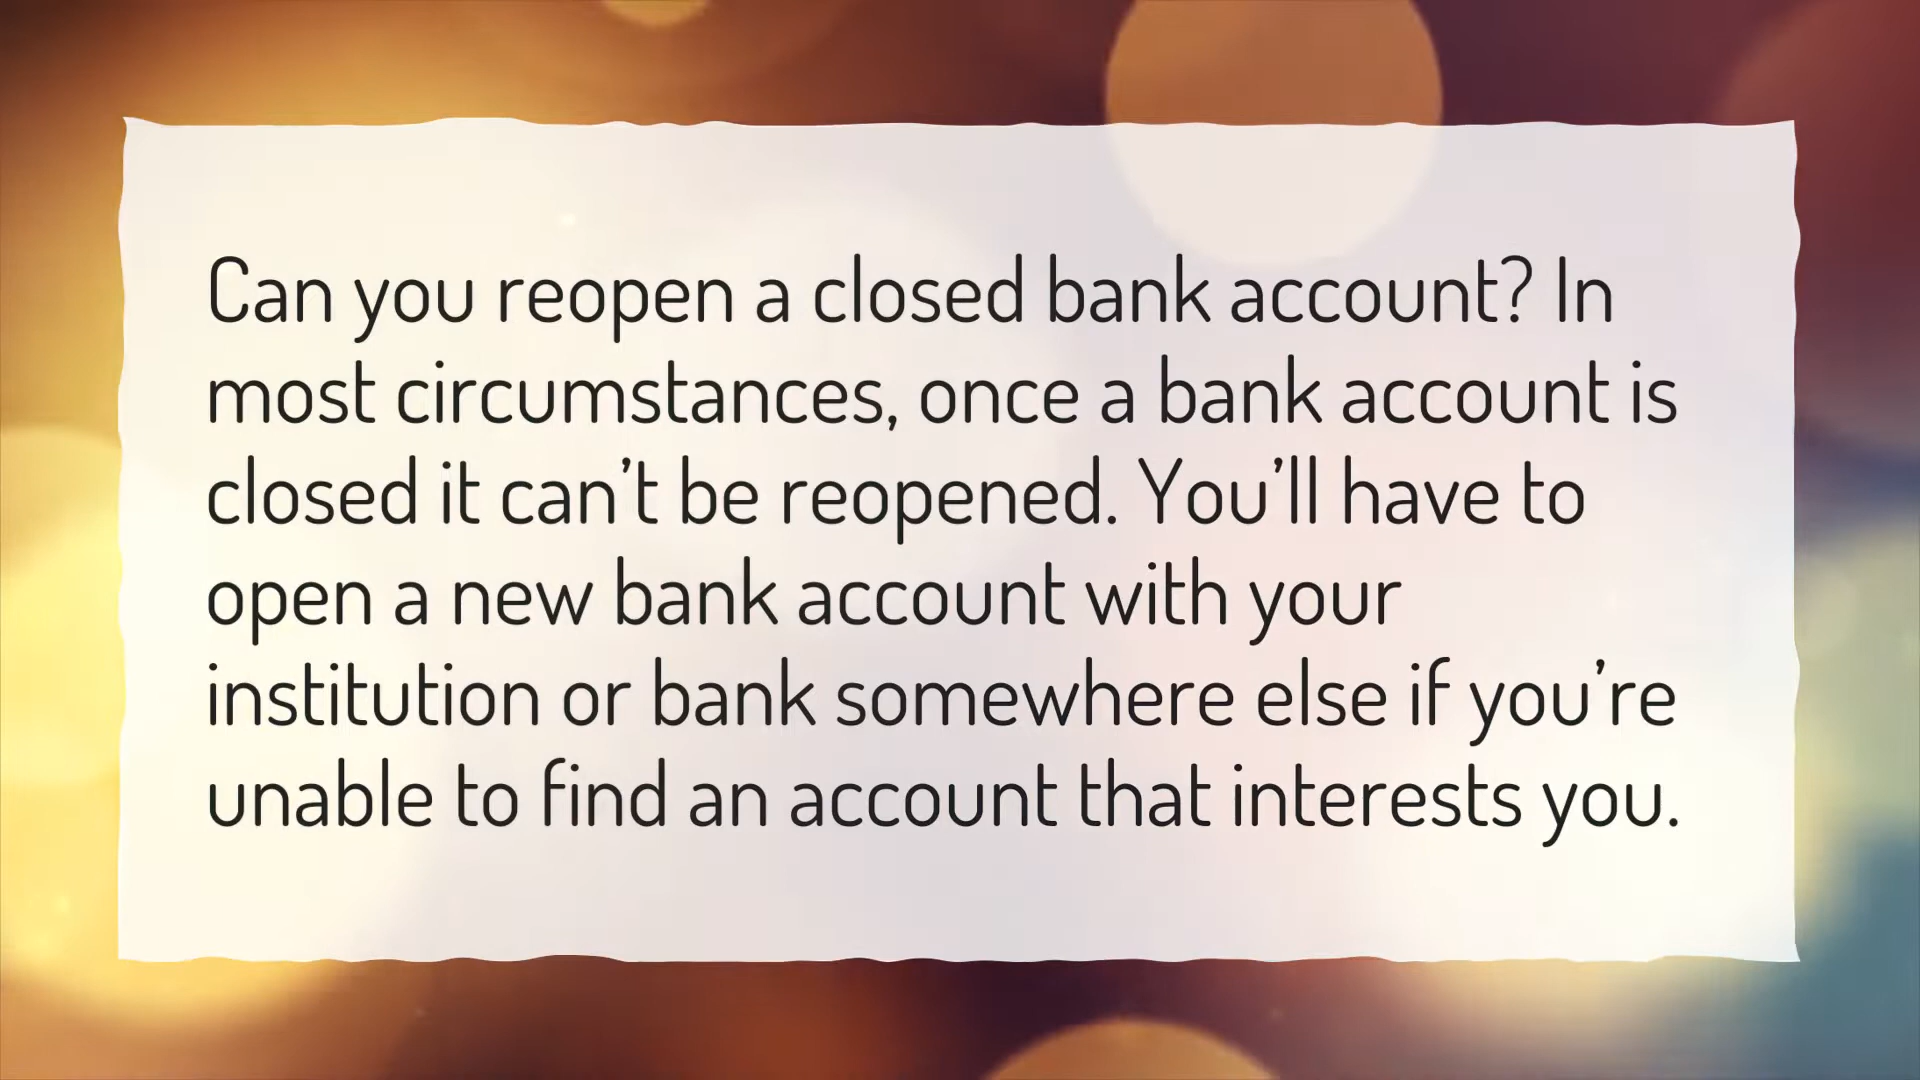 Can you reopen a closed bank account? In
most circumstances, once a bank account is
closed it can’t be reopened. You’ll have to
open a new bank account with your
institution or bank somewhere else if you’re
unable to find an account that interests you.